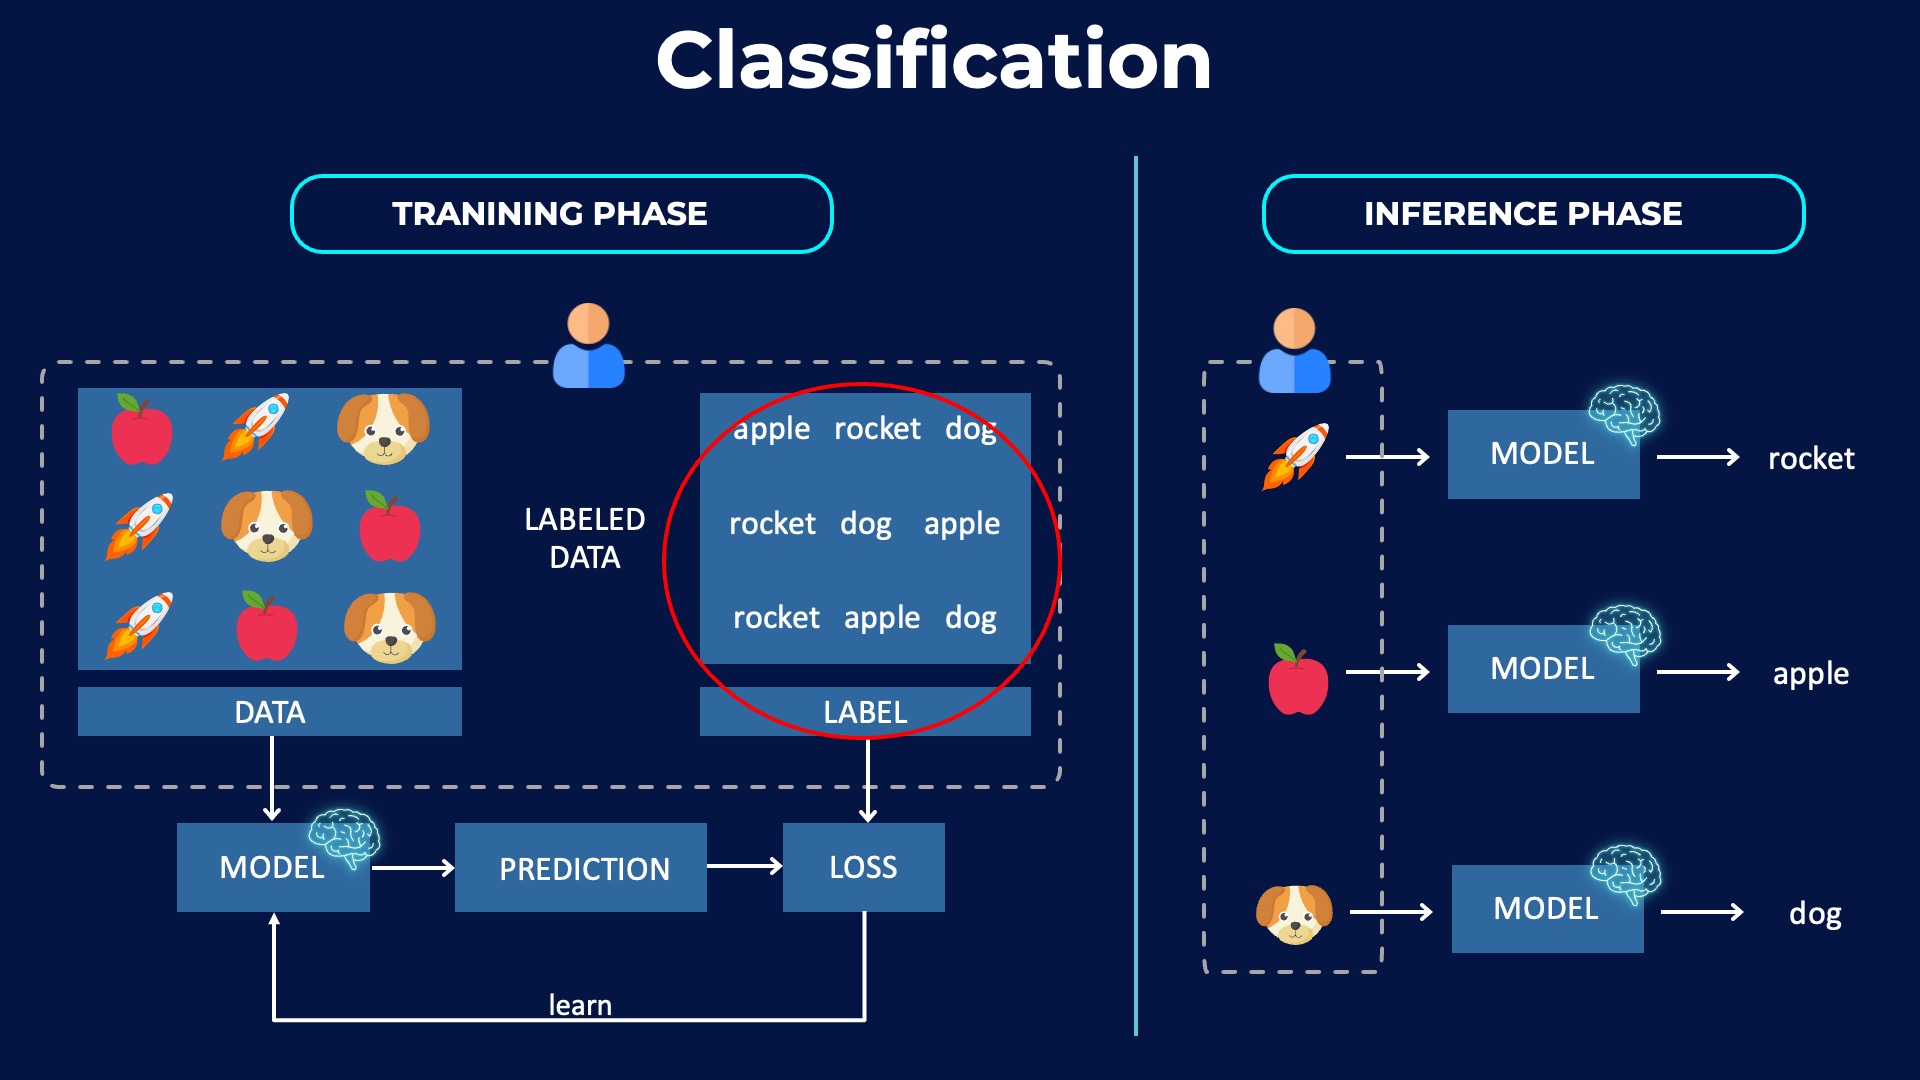 Classification
TRANINING PHASE
LABELED
DATA
apple rocket dog
rocket dog apple
rocket apple dog
DATA
LABEL
MODEL
PREDICTION
LOSS
learn
INFERENCE PHASE
MODEL
rocket
MODEL
apple
MODEL
dog